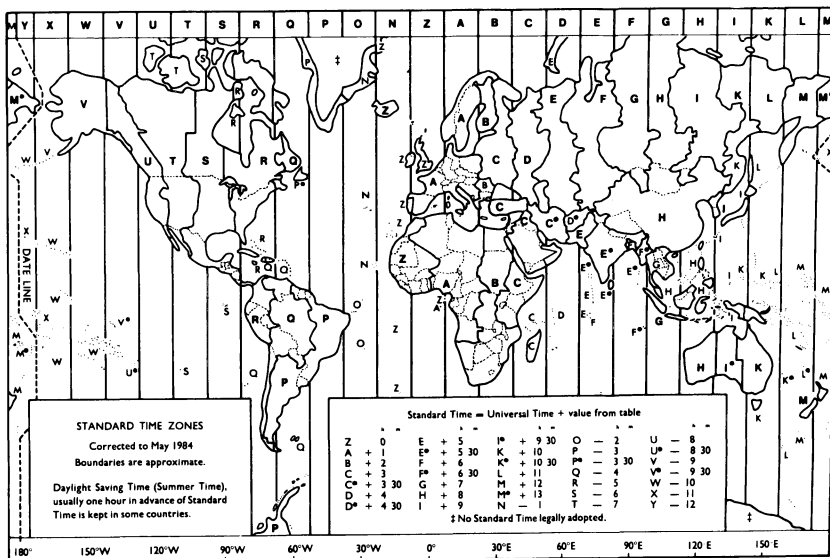 M Y X W V U T S R Q P O N Z A B C D E F G H I K L M
T T S R P ‡ N Z E
M* V R O N Z A B D E F G H I K L M M*
U T S R Q C D
W V P* Z A B C C* D* H K L
N E E* I
X DATE LINE
W R Q Z A B C D E* F* G H I K L M
S R Q P O Z A B C D E F F* G H I K M
V* U* W X S Q P Z C H I* K K* L* M
Q K
STANDARD TIME ZONES
Corrected to May 1984
Boundaries are approximate.
Daylight Saving Time (Summer Time),
usually one hour in advance of Standard
Time is kept in some countries.
P
Standard Time = Universal Time + value from table
h m h m h m h m h m
Z 0 E + 5 I* + 9 30 O − 2 U − 8
A + 1 E* + 5 30 K + 10 P − 3 U* − 8 30
B + 2 F + 6 K* + 10 30 P* − 3 30 V − 9
C + 3 F* + 6 30 L + 11 Q − 4 V* − 9 30
C* + 3 30 G + 7 M + 12 R − 5 W − 10
D + 4 H + 8 M* + 13 S − 6 X − 11
D* + 4 30 I + 9 N − 1 T − 7 Y − 12
‡ No Standard Time legally adopted.
‡
180° 150°W 120°W 90°W 60°W 30°W 0° 30°E 60°E 90°E 120°E 150°E